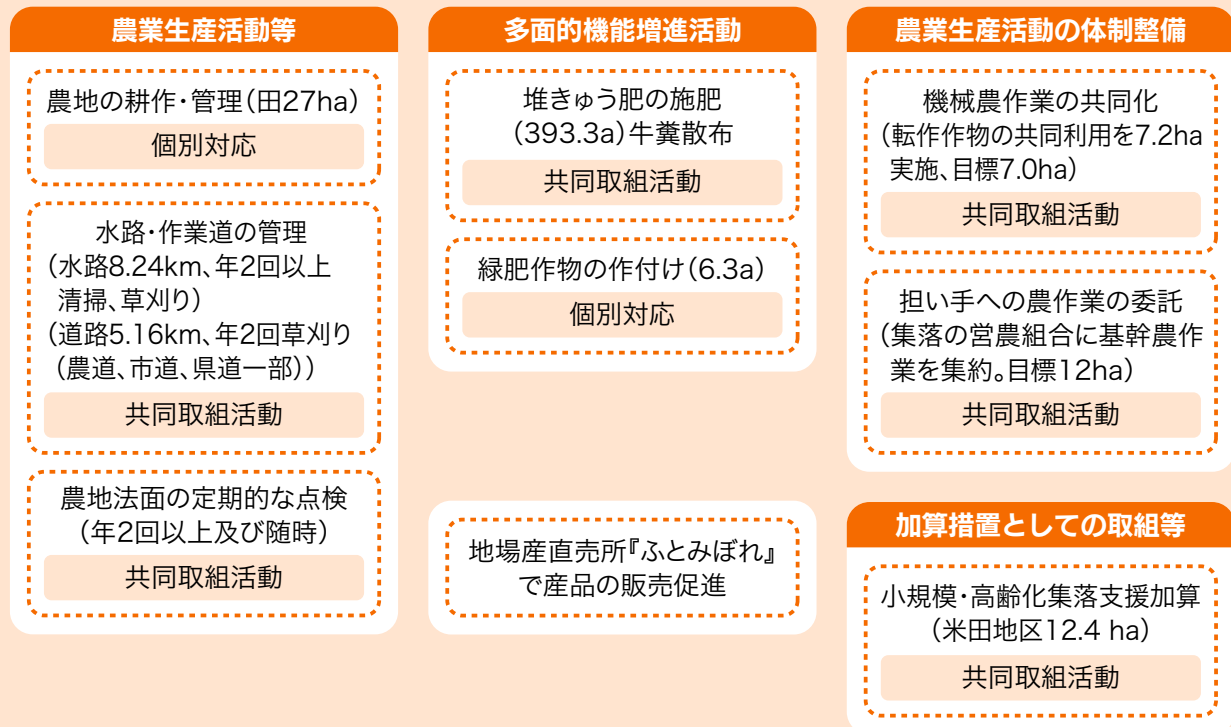 農業生産活動等
農地の耕作・管理（田27ha）
個別対応
水路・作業道の管理
（水路8.24km、年2回以上
清掃、草刈り）
（道路5.16km、年2回草刈り
（農道、市道、県道一部））
共同取組活動
農地法面の定期的な点検
（年2回以上及び随時）
共同取組活動
多面的機能増進活動
堆きゅう肥の施肥
（393.3a）牛糞散布
共同取組活動
緑肥作物の作付け（6.3a）
個別対応
地場産直売所『ふとみぼれ』
で産品の販売促進
農業生産活動の体制整備
機械農作業の共同化
（転作作物の共同利用を7.2ha
実施、目標7.0ha）
共同取組活動
担い手への農作業の委託
（集落の営農組合に基幹農作
業を集約。目標12ha）
共同取組活動
加算措置としての取組等
小規模・高齢化集落支援加算
（米田地区12.4 ha）
共同取組活動